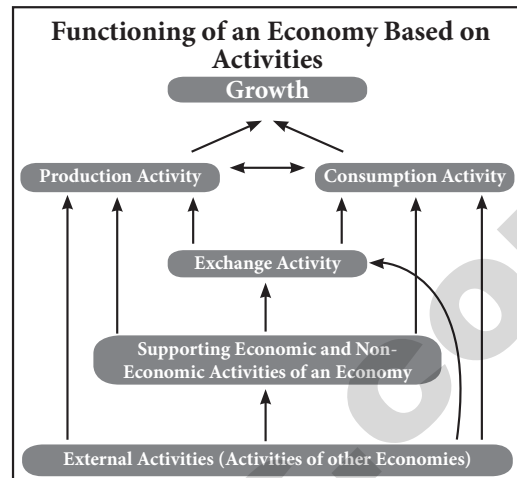 Functioning of an Economy Based on
Activities
Growth
Production Activity
Consumption Activity
Exchange Activity
Supporting Economic and Non-
Economic Activities of an Economy
External Activities (Activities of other Economies)